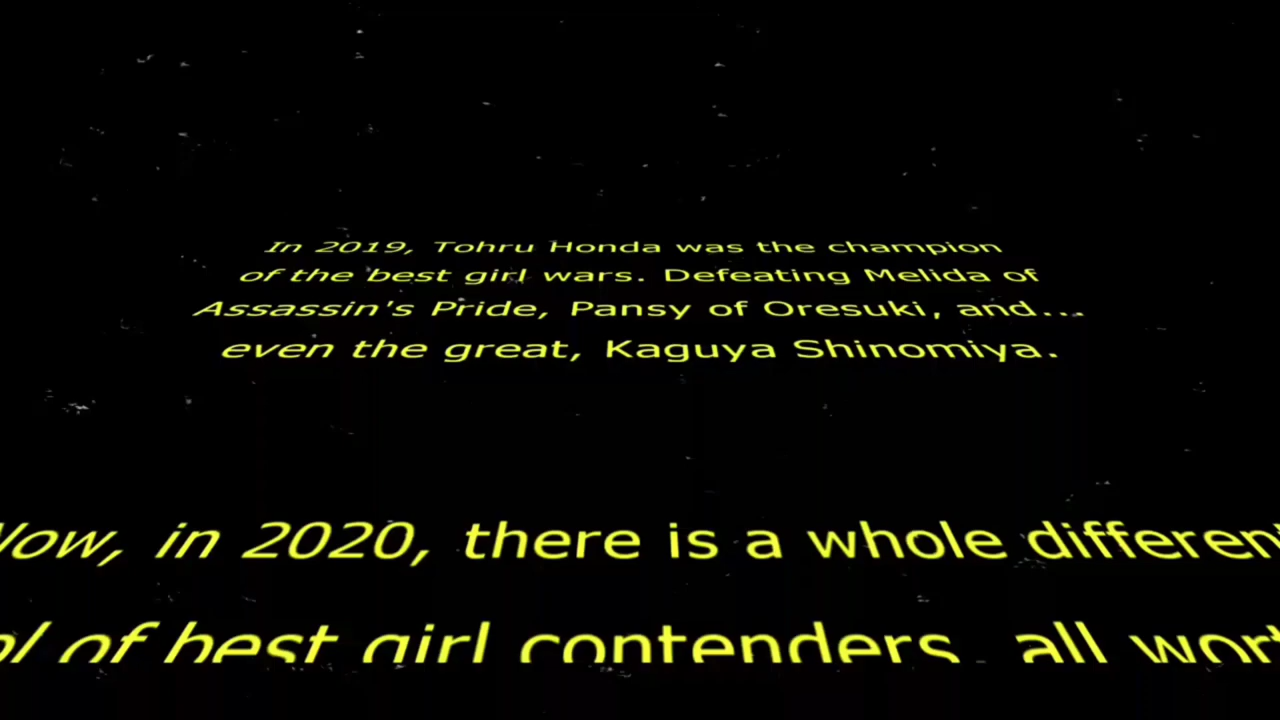 In 2019, Tohru Honda was the champion
of the best girl wars. Defeating Melida of
Assassin's Pride, Pansy of Oresuki, and...
even the great, Kaguya Shinomiya.
Now, in 2020, there is a whole different
of best girl contenders, all